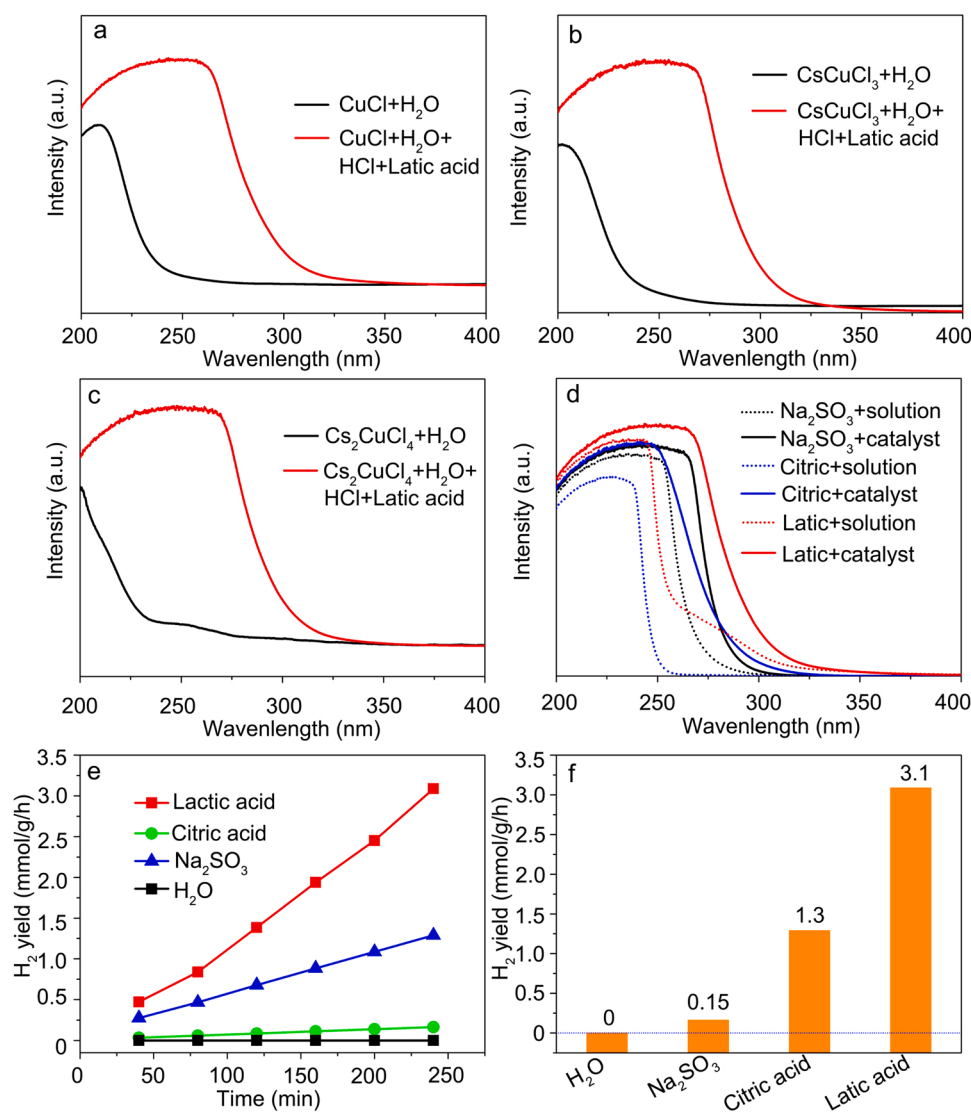 a
Intensity (a.u.)
CuCl+H₂O
CuCl+H₂O+
HCl+Latic acid
200 250 300 350 400
Wavenlength (nm)
b
Intensity (a.u.)
CsCuCl₃+H₂O
CsCuCl₃+H₂O+
HCl+Latic acid
200 250 300 350 400
Wavenlength (nm)
c
Intensity (a.u.)
Cs₂CuCl₄+H₂O
Cs₂CuCl₄+H₂O+
HCl+Latic acid
200 250 300 350 400
Wavenlength (nm)
d
Intensity (a.u.)
Na₂SO₃+solution
Na₂SO₃+catalyst
Citric+solution
Citric+catalyst
Latic+solution
Latic+catalyst
200 250 300 350 400
Wavenlength (nm)
e
H₂ yield (mmol/g/h)
3.5
3.0
2.5
2.0
1.5
1.0
0.5
0
Lactic acid
Citric acid
Na₂SO₃
H₂O
0 50 100 150 200 250
Time (min)
f
H₂ yield (mmol/g/h)
3.5
3.0
2.5
2.0
1.5
1.0
0.5
0
0
0.15
1.3
3.1
H₂O
Na₂SO₃
Citric acid
Latic acid